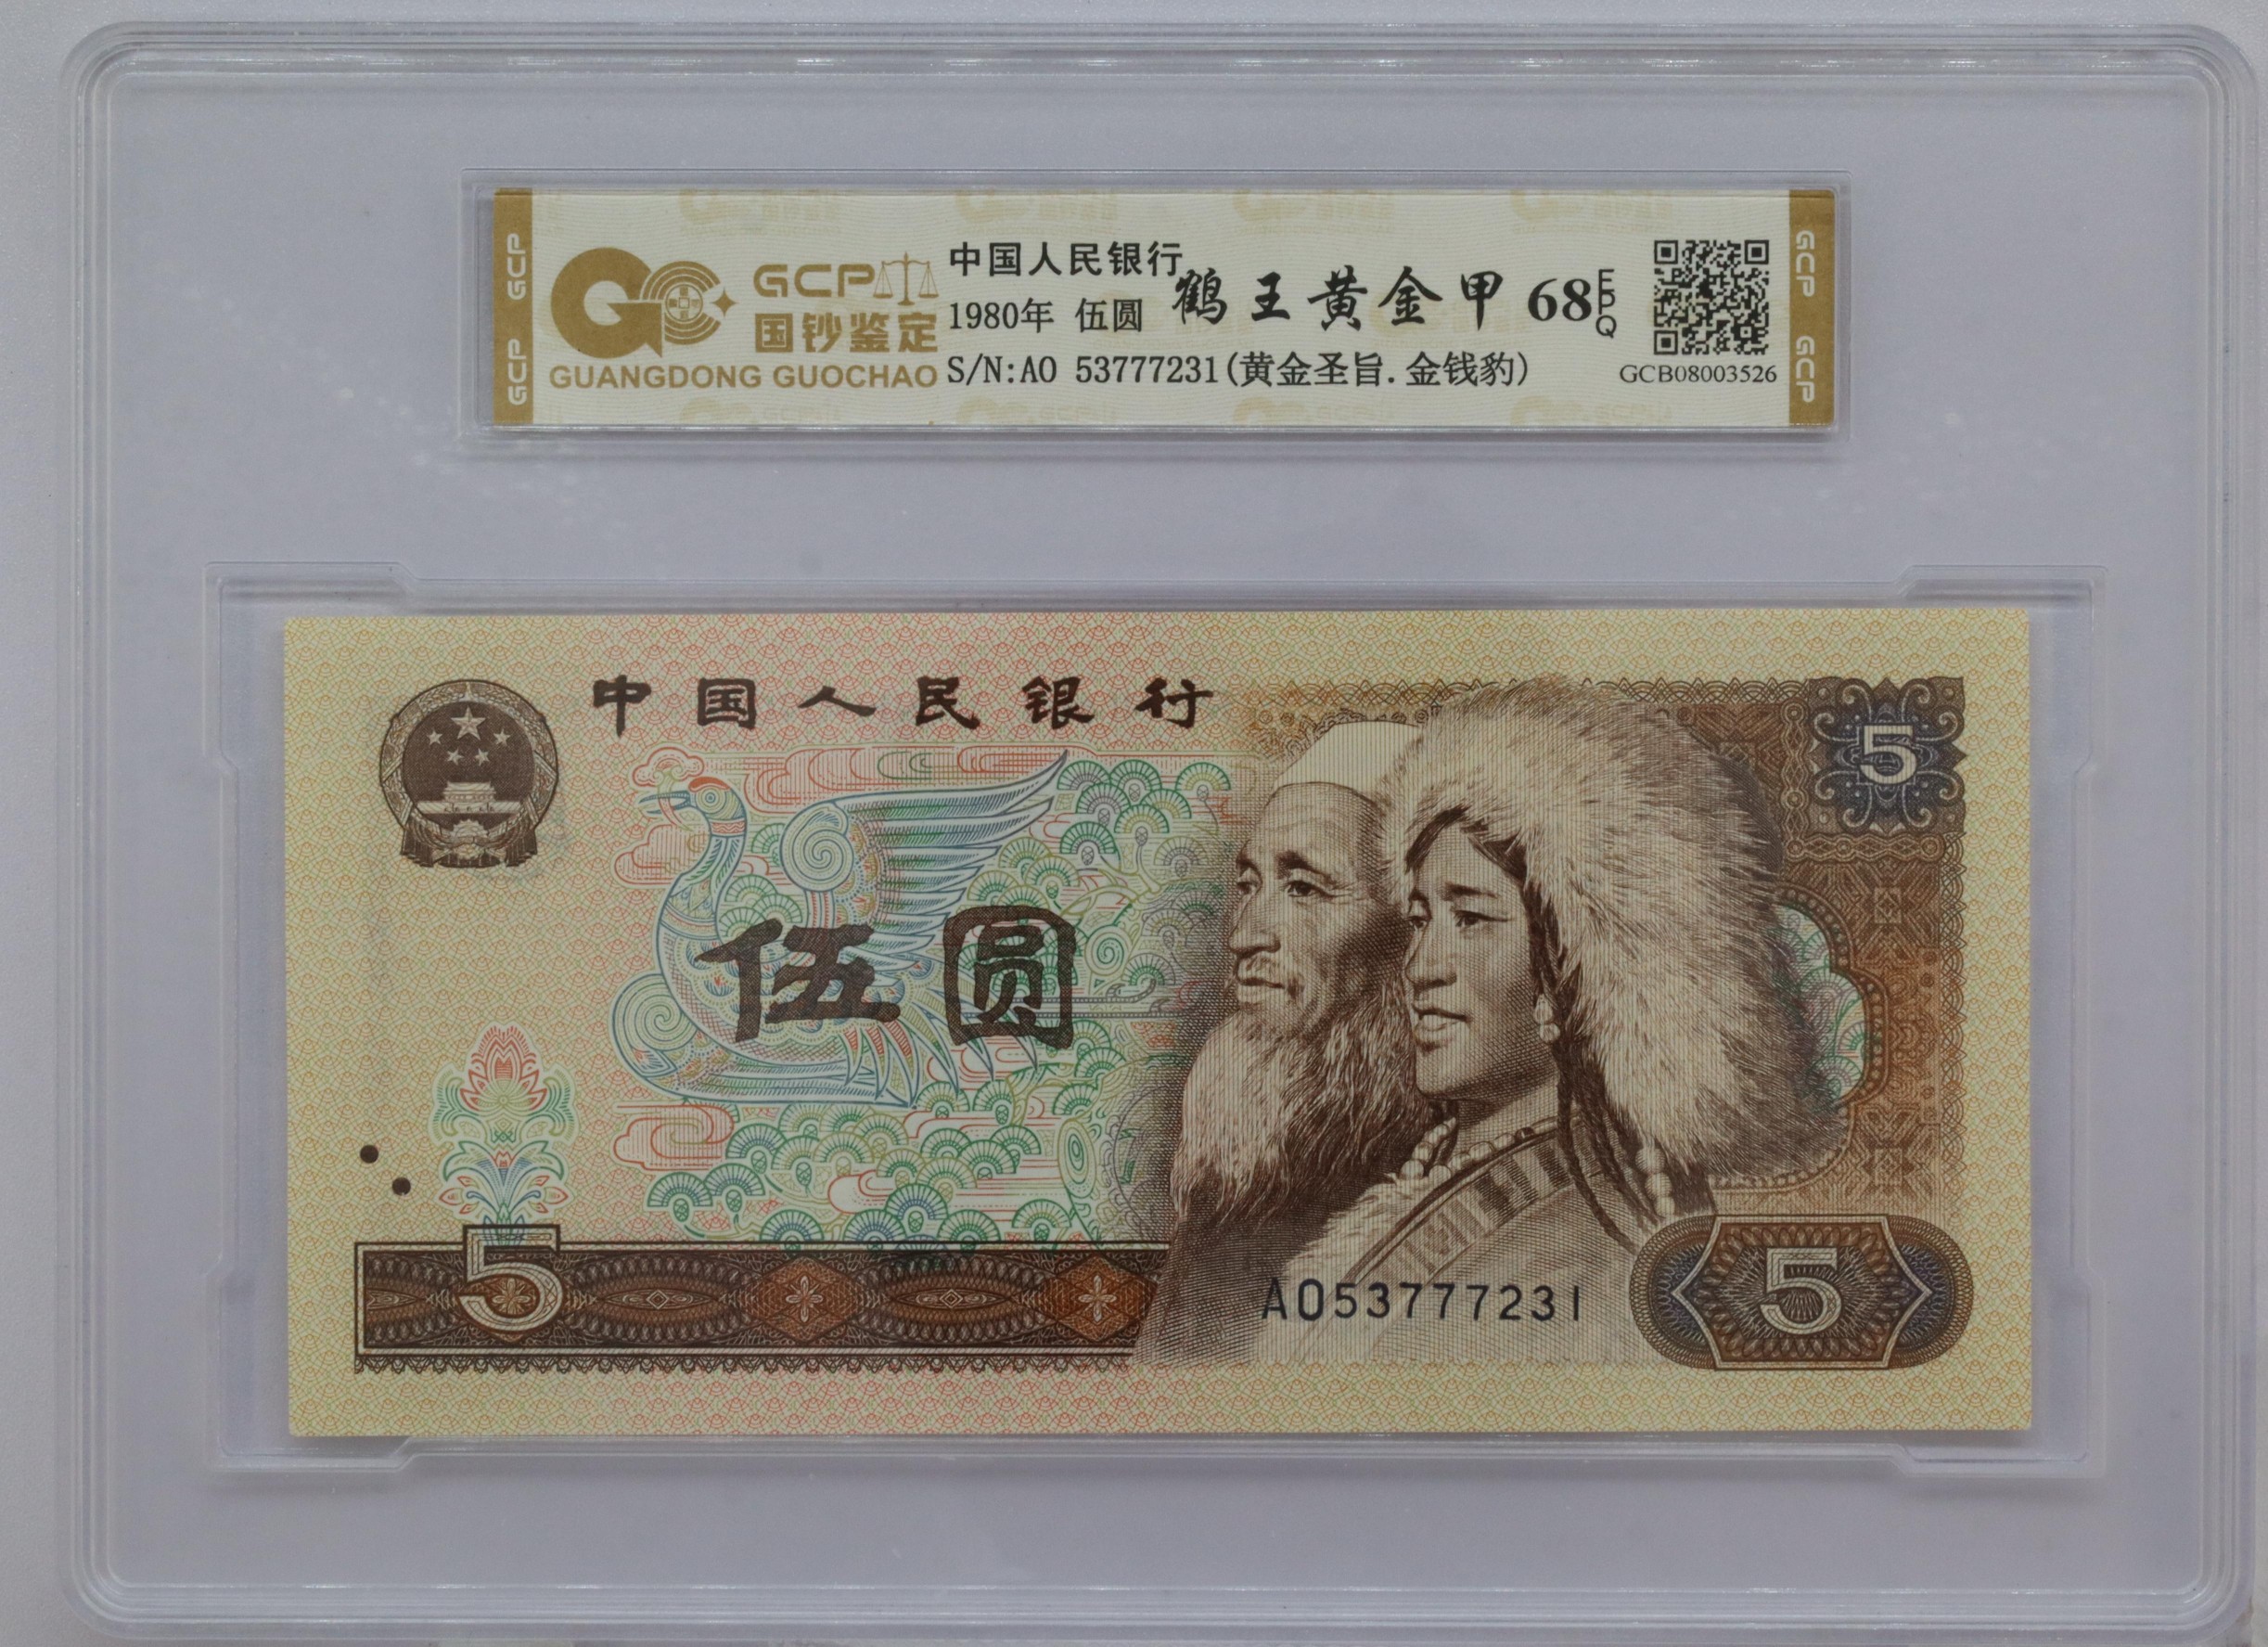 GCP
GCP
GCP
国钞鉴定
GUANGDONG GUOCHAO
中国人民银行
1980年 伍圆
鹤王黄金甲 68 EPQ
S/N:AO 53777231(黄金圣旨.金钱豹)
GCB08003526
GCP
GCP
中国人民银行
5
伍圆
5
AO53777231
5